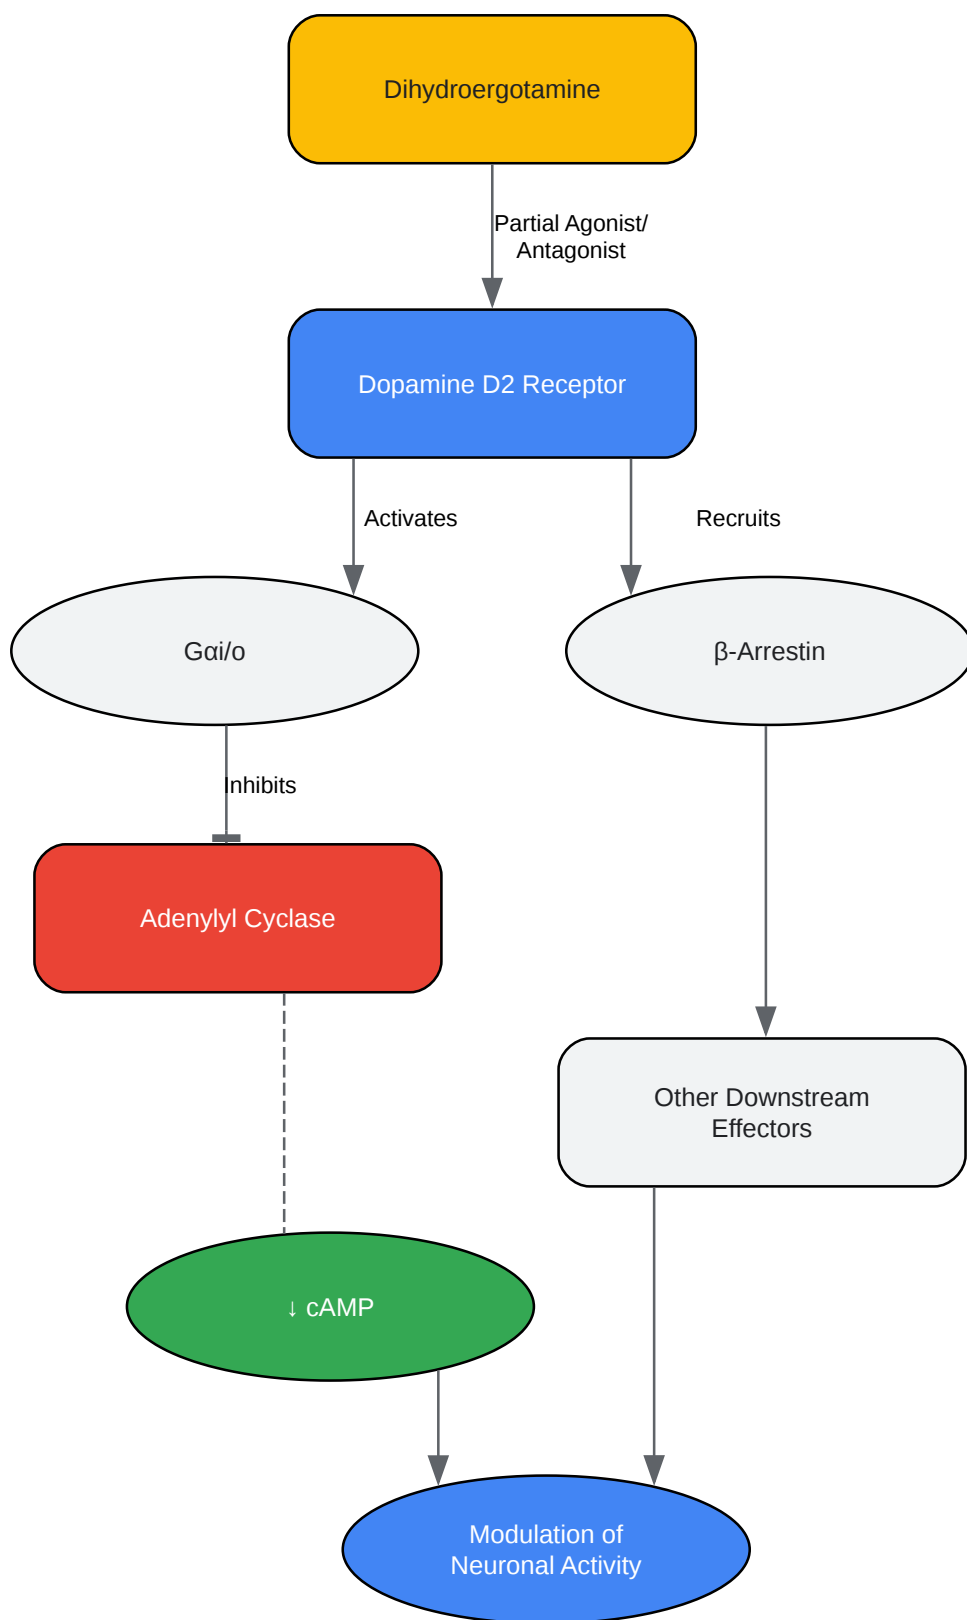 Dihydroergotamine
Partial Agonist/
Antagonist
Dopamine D2 Receptor
Activates
Recruits
Gαi/o
β-Arrestin
Inhibits
Adenylyl Cyclase
Other Downstream
Effectors
↓ cAMP
Modulation of
Neuronal Activity